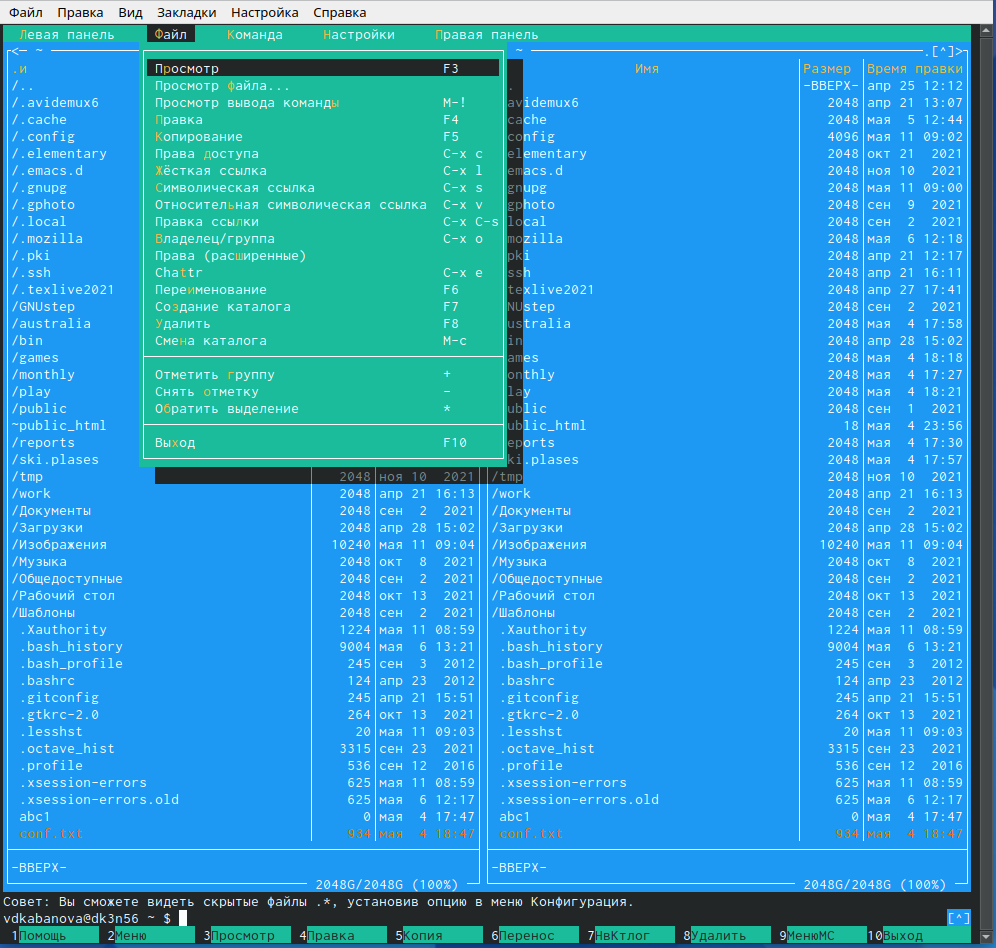 Файл Правка Вид Закладки Настройка Справка
Левая панель Файл Команда Настройки Правая панель
<─ ~ ~ .[^]>
.и Просмотр F3 Имя Размер Время правки
/.. Просмотр файла... . -ВВЕРХ- апр 25 12:12
/.avidemux6 Просмотр вывода команды M-! avidemux6 2048 апр 21 13:07
/.cache Правка F4 cache 2048 мая 5 12:44
/.config Копирование F5 config 4096 мая 11 09:02
/.elementary Права доступа C-x c elementary 2048 окт 21 2021
/.emacs.d Жёсткая ссылка C-x l emacs.d 2048 ноя 10 2021
/.gnupg Символическая ссылка C-x s gnupg 2048 мая 11 09:00
/.gphoto Относительная символическая ссылка C-x v gphoto 2048 сен 9 2021
/.local Правка ссылки C-x C-s local 2048 сен 2 2021
/.mozilla Владелец/группа C-x o mozilla 2048 мая 6 12:18
/.pki Права (расширенные) pki 2048 апр 21 12:17
/.ssh Chattr C-x e ssh 2048 апр 21 16:11
/.texlive2021 Переименование F6 texlive2021 2048 апр 27 17:41
/GNUstep Создание каталога F7 NUstep 2048 сен 2 2021
/australia Удалить F8 ustralia 2048 мая 4 17:58
/bin Смена каталога M-c in 2048 апр 28 15:02
/games ames 2048 мая 4 18:18
/monthly Отметить группу + onthly 2048 мая 4 17:27
/play Снять отметку - lay 2048 мая 4 18:21
/public Обратить выделение * ublic 2048 сен 1 2021
~public_html ublic_html 18 мая 4 23:56
/reports Выход F10 eports 2048 мая 4 17:30
/ski.plases ki.plases 2048 мая 4 17:57
/tmp 2048 ноя 10 2021 /tmp 2048 ноя 10 2021
/work 2048 апр 21 16:13 /work 2048 апр 21 16:13
/Документы 2048 сен 2 2021 /Документы 2048 сен 2 2021
/Загрузки 2048 апр 28 15:02 /Загрузки 2048 апр 28 15:02
/Изображения 10240 мая 11 09:04 /Изображения 10240 мая 11 09:04
/Музыка 2048 окт 8 2021 /Музыка 2048 окт 8 2021
/Общедоступные 2048 сен 2 2021 /Общедоступные 2048 сен 2 2021
/Рабочий стол 2048 окт 13 2021 /Рабочий стол 2048 окт 13 2021
/Шаблоны 2048 сен 2 2021 /Шаблоны 2048 сен 2 2021
.Xauthority 1224 мая 11 08:59 .Xauthority 1224 мая 11 08:59
.bash_history 9004 мая 6 13:21 .bash_history 9004 мая 6 13:21
.bash_profile 245 сен 3 2012 .bash_profile 245 сен 3 2012
.bashrc 124 апр 23 2012 .bashrc 124 апр 23 2012
.gitconfig 245 апр 21 15:51 .gitconfig 245 апр 21 15:51
.gtkrc-2.0 264 окт 13 2021 .gtkrc-2.0 264 окт 13 2021
.lesshst 20 мая 11 09:03 .lesshst 20 мая 11 09:03
.octave_hist 3315 сен 23 2021 .octave_hist 3315 сен 23 2021
.profile 536 сен 12 2016 .profile 536 сен 12 2016
.xsession-errors 625 мая 11 08:59 .xsession-errors 625 мая 11 08:59
.xsession-errors.old 625 мая 6 12:17 .xsession-errors.old 625 мая 6 12:17
abc1 0 мая 4 17:47 abc1 0 мая 4 17:47
conf.txt 934 мая 4 18:47 conf.txt 934 мая 4 18:47
-ВВЕРХ- -ВВЕРХ-
2048G/2048G (100%) 2048G/2048G (100%)
Совет: Вы сможете видеть скрытые файлы .*, установив опцию в меню Конфигурация.
vdkabanova@dk3n56 ~ $ [^]
1Помощь 2Меню 3Просмотр 4Правка 5Копия 6Перенос 7НвКтлог 8Удалить 9МенюMC 10Выход